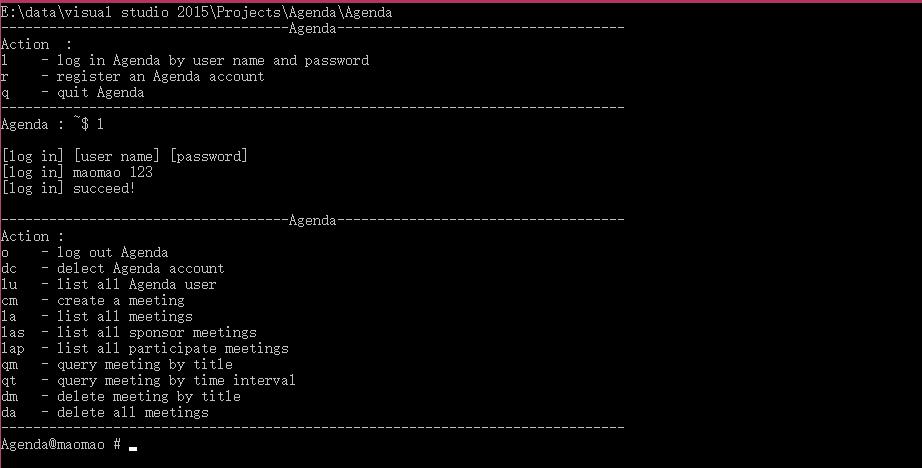 E:\data\visual studio 2015\Projects\Agenda\Agenda
------------------------------------Agenda------------------------------------
Action  :
l    - log in Agenda by user name and password
r    - register an Agenda account
q    - quit Agenda
------------------------------------------------------------------------------
Agenda : ~$ l
[log in] [user name] [password]
[log in] maomao 123
[log in] succeed!
------------------------------------Agenda------------------------------------
Action :
o    - log out Agenda
dc   - delect Agenda account
lu   - list all Agenda user
cm   - create a meeting
la   - list all meetings
las  - list all sponsor meetings
lap  - list all participate meetings
qm   - query meeting by title
qt   - query meeting by time interval
dm   - delete meeting by title
da   - delete all meetings
------------------------------------------------------------------------------
Agenda@maomao # _